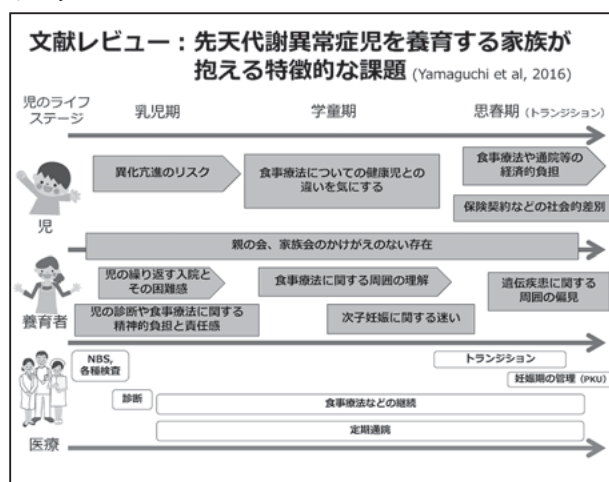 文献レビュー：先天代謝異常症児を養育する家族が
抱える特徴的な課題 (Yamaguchi et al, 2016)
児のライフ
ステージ
乳児期
学童期
思春期（トランジション）
児
異化亢進のリスク
食事療法についての健康児との
違いを気にする
食事療法や通院等の
経済的負担
保険契約などの社会的差別
親の会、家族会のかけがえのない存在
養育者
児の繰り返す入院と
その困難感
食事療法に関する周囲の理解
遺伝疾患に関する
周囲の偏見
児の診断や食事療法に関する
精神的負担と責任感
次子妊娠に関する迷い
医療
NBS,
各種検査
トランジション
妊娠期の管理（PKU）
診断
食事療法などの継続
定期通院